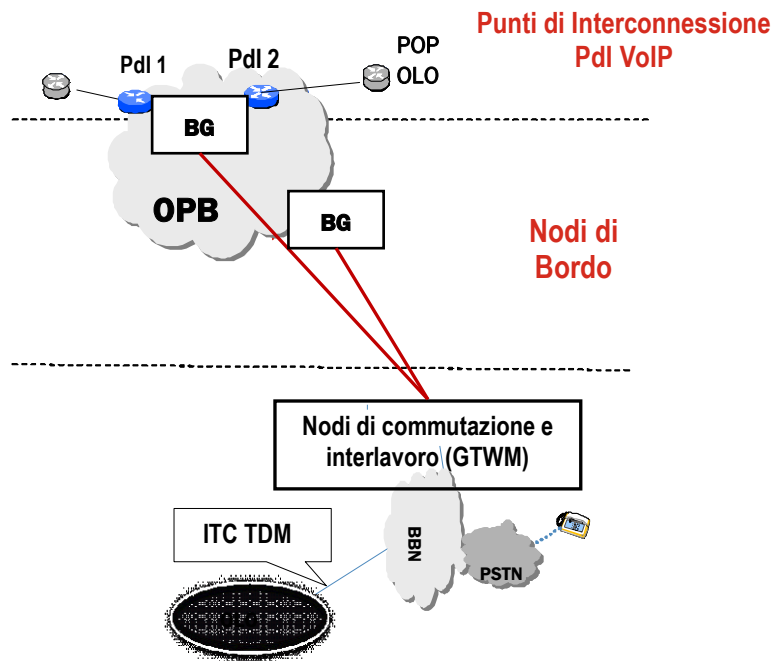 Punti di Interconnessione
PdI VoIP
PdI 1
PdI 2
POP
OLO
BG
OPB
BG
Nodi di
Bordo
Nodi di commutazione e
interlavoro (GTWM)
ITC TDM
BBN
PSTN